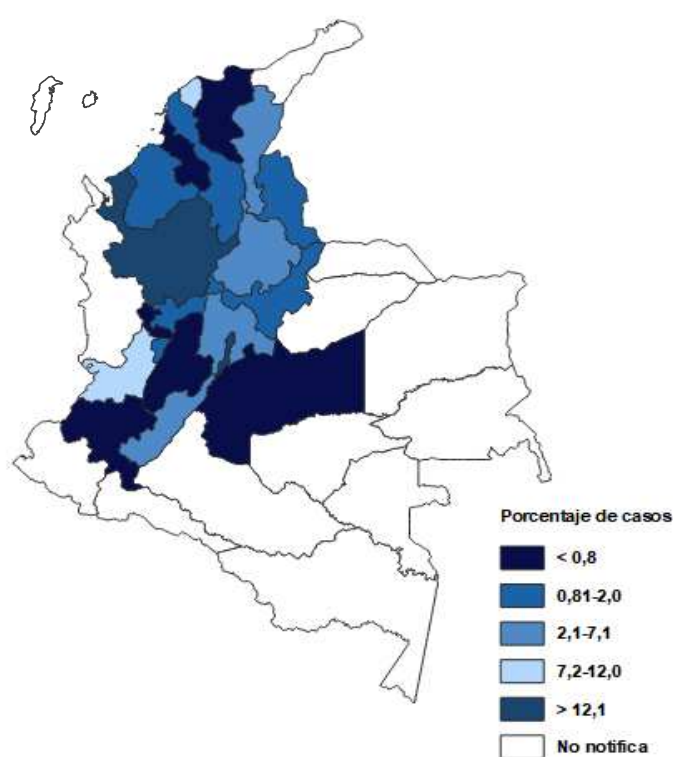 Porcentaje de casos
< 0,8
0,81-2,0
2,1-7,1
7,2-12,0
> 12,1
No notifica